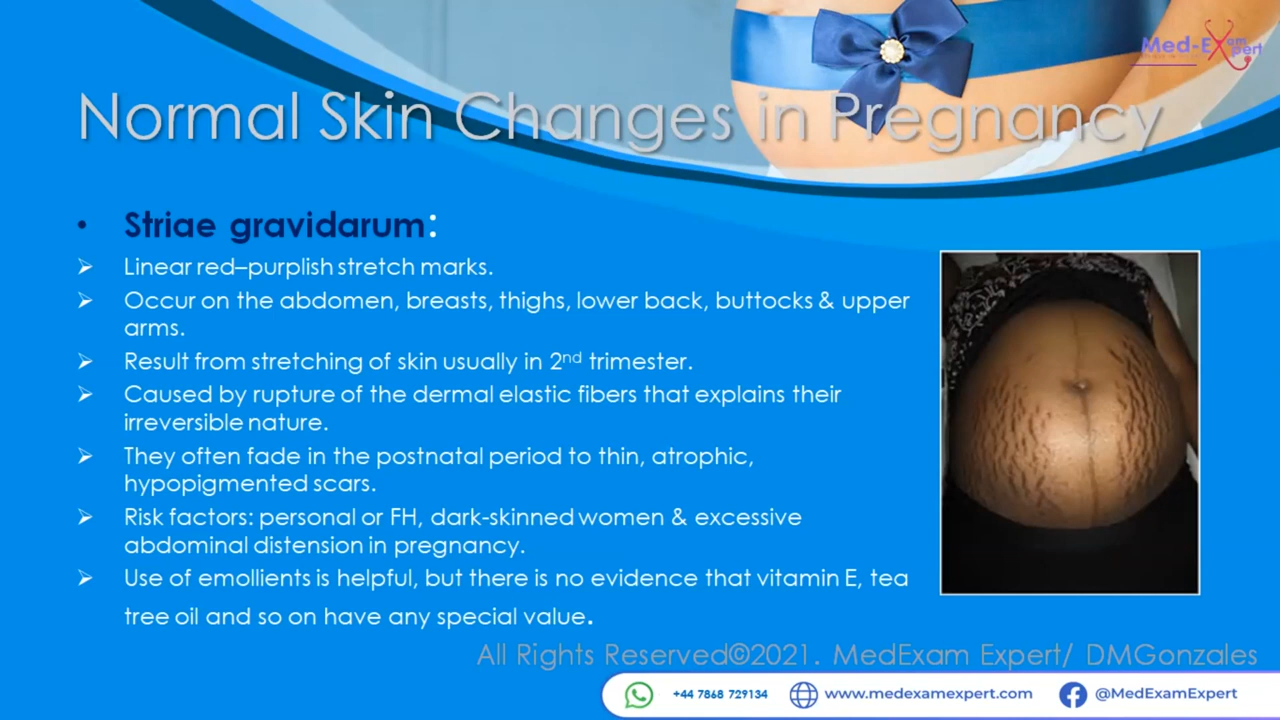 Med-Exam Expert
Normal Skin Changes in Pregnancy
• Striae gravidarum:
➢ Linear red–purplish stretch marks.
➢ Occur on the abdomen, breasts, thighs, lower back, buttocks & upper
arms.
➢ Result from stretching of skin usually in 2nd trimester.
➢ Caused by rupture of the dermal elastic fibers that explains their
irreversible nature.
➢ They often fade in the postnatal period to thin, atrophic,
hypopigmented scars.
➢ Risk factors: personal or FH, dark-skinned women & excessive
abdominal distension in pregnancy.
➢ Use of emollients is helpful, but there is no evidence that vitamin E, tea
tree oil and so on have any special value.
All Rights Reserved©2021. MedExam Expert/ DMGonzales
+44 7868 729134 www.medexamexpert.com @MedExamExpert